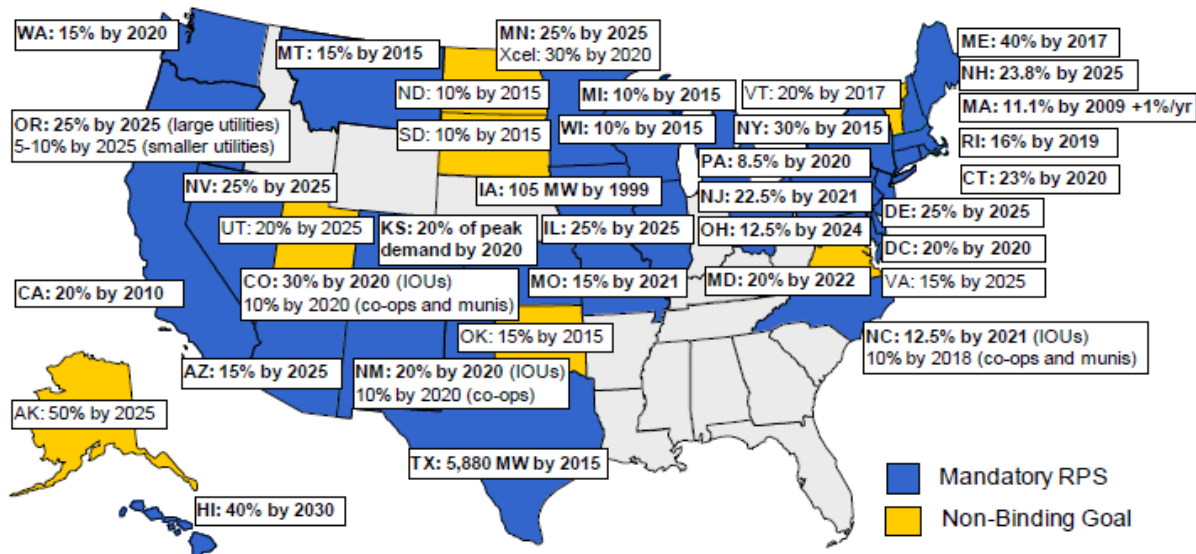 WA: 15% by 2020
MT: 15% by 2015
MN: 25% by 2025
Xcel: 30% by 2020
ME: 40% by 2017
NH: 23.8% by 2025
ND: 10% by 2015
MI: 10% by 2015
VT: 20% by 2017
MA: 11.1% by 2009 +1%/yr
OR: 25% by 2025 (large utilities)
5-10% by 2025 (smaller utilities)
SD: 10% by 2015
WI: 10% by 2015
NY: 30% by 2015
RI: 16% by 2019
PA: 8.5% by 2020
CT: 23% by 2020
NV: 25% by 2025
IA: 105 MW by 1999
NJ: 22.5% by 2021
DE: 25% by 2025
UT: 20% by 2025
KS: 20% of peak
demand by 2020
IL: 25% by 2025
OH: 12.5% by 2024
DC: 20% by 2020
CO: 30% by 2020 (IOUs)
10% by 2020 (co-ops and munis)
MO: 15% by 2021
MD: 20% by 2022
VA: 15% by 2025
CA: 20% by 2010
OK: 15% by 2015
NC: 12.5% by 2021 (IOUs)
10% by 2018 (co-ops and munis)
AZ: 15% by 2025
NM: 20% by 2020 (IOUs)
10% by 2020 (co-ops)
AK: 50% by 2025
TX: 5,880 MW by 2015
HI: 40% by 2030
Mandatory RPS
Non-Binding Goal